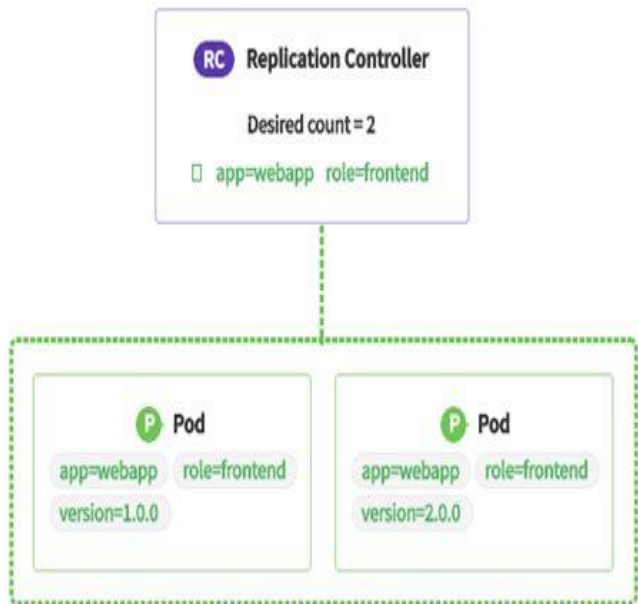 RC Replication Controller
Desired count = 2
app=webapp role=frontend
P Pod
app=webapp role=frontend
version=1.0.0
P Pod
app=webapp role=frontend
version=2.0.0